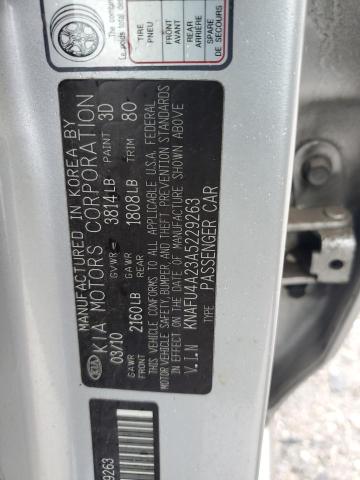 TIRE
PNEU
FRONT
AVANT
REAR
ARRIÈRE
SPARE
DE SECOURS
MANUFACTURED IN KOREA BY
KIA MOTORS CORPORATION
03/10 GVWR 3814LB PAINT 3D
GAWR FRONT 2160LB GAWR REAR 1808LB TRIM 80
THIS VEHICLE CONFORMS TO ALL APPLICABLE U.S.A. FEDERAL
MOTOR VEHICLE SAFETY, BUMPER AND THEFT PREVENTION STANDARDS
IN EFFECT ON THE DATE OF MANUFACTURE SHOWN ABOVE
V.I.N KNAFU4A23A5229263
TYPE: PASSENGER CAR
KIA
9263